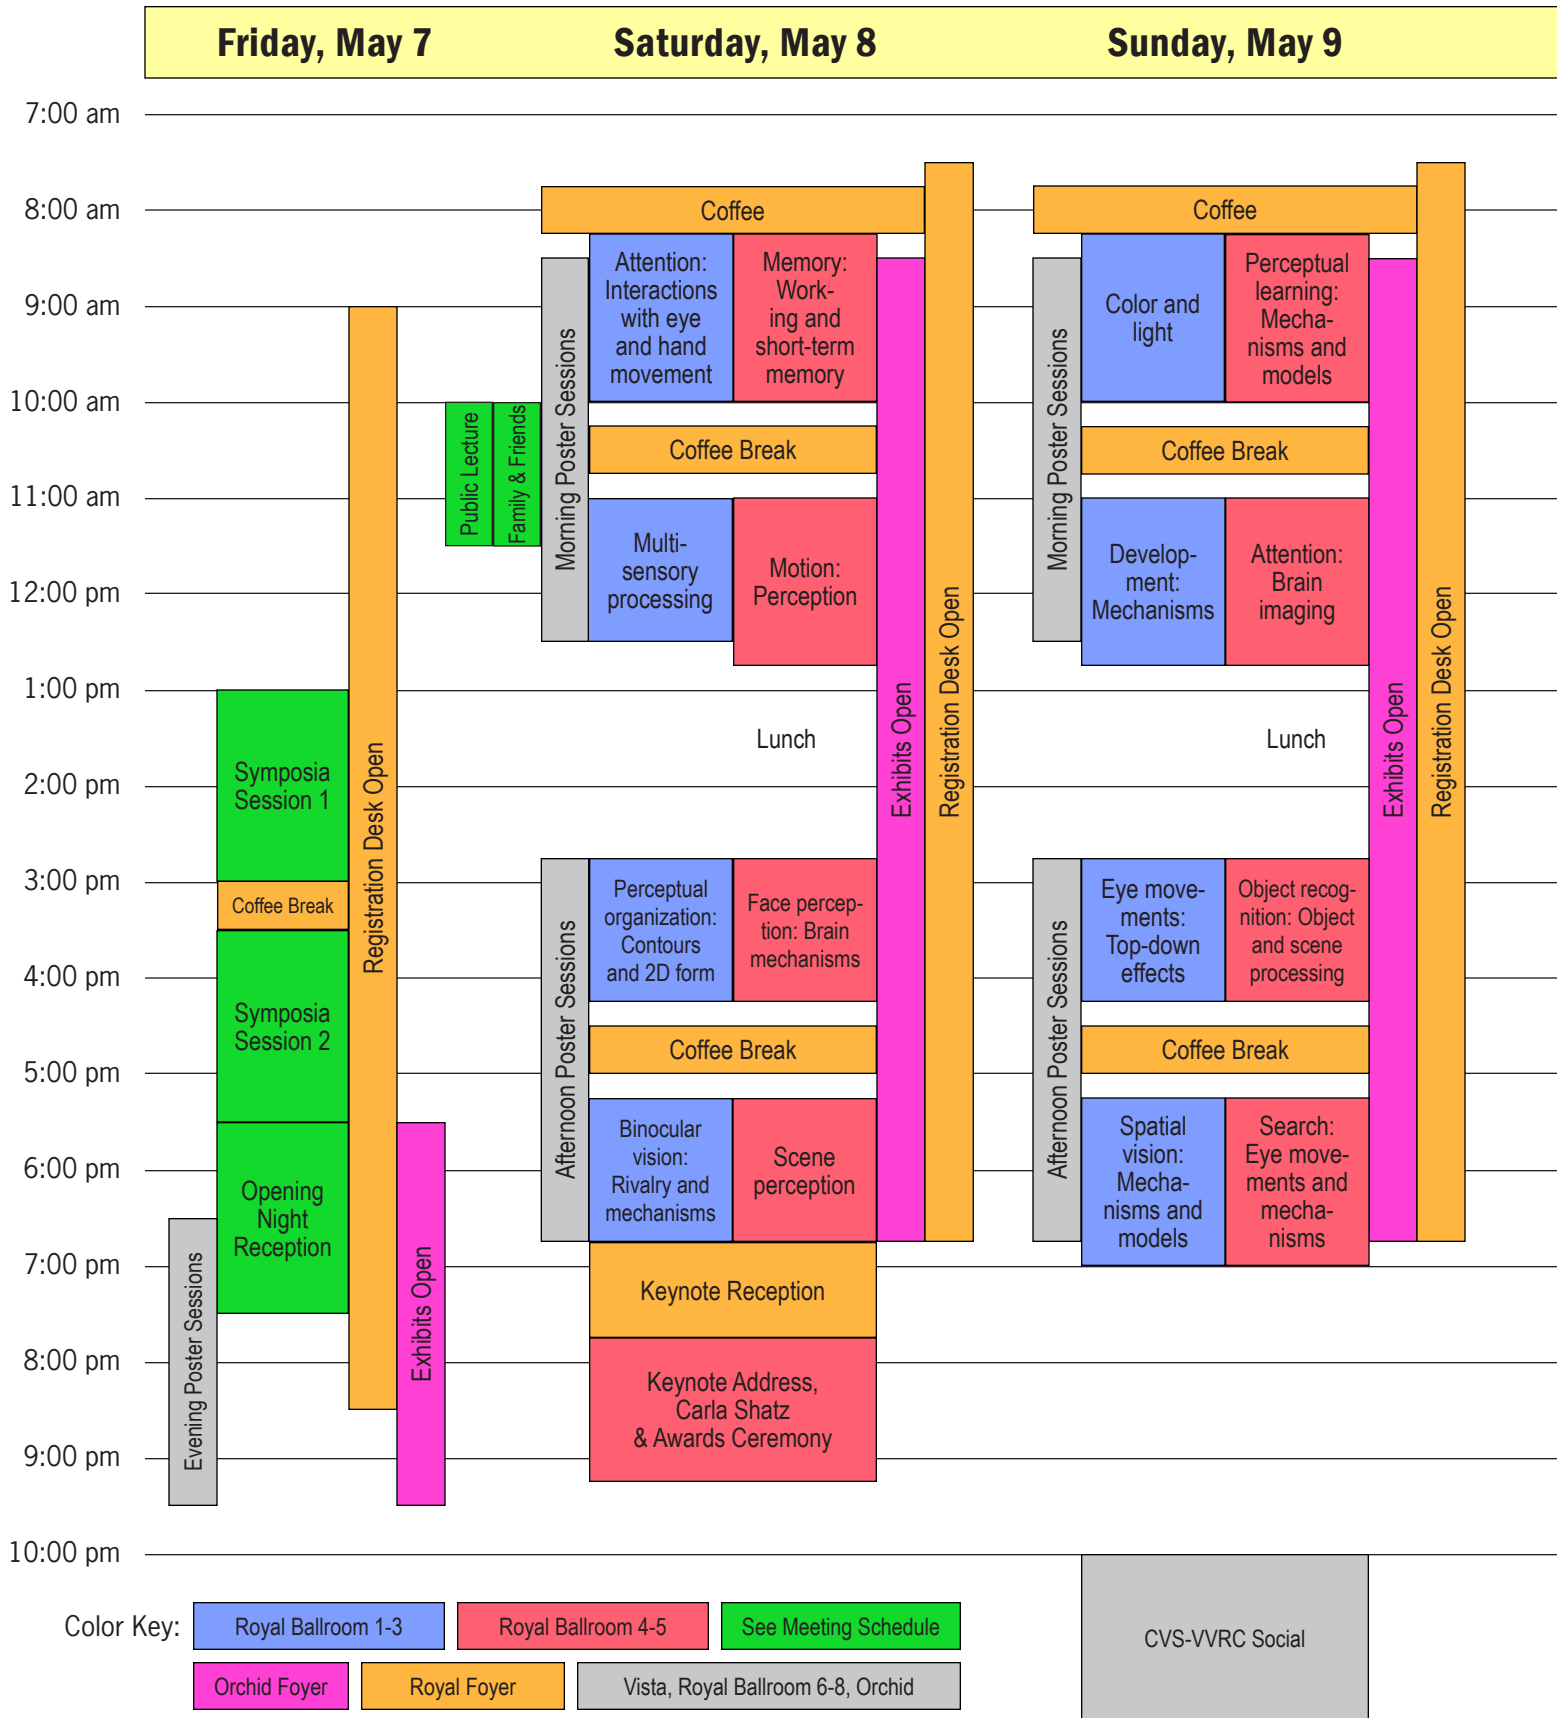 Friday, May 7
Saturday, May 8
Sunday, May 9
7:00 am
8:00 am
9:00 am
10:00 am
11:00 am
12:00 pm
1:00 pm
2:00 pm
3:00 pm
4:00 pm
5:00 pm
6:00 pm
7:00 pm
8:00 pm
9:00 pm
10:00 pm
Evening Poster Sessions
Symposia
Session 1
Coffee Break
Symposia
Session 2
Opening
Night
Reception
Registration Desk Open
Exhibits Open
Public Lecture
Family & Friends
Morning Poster Sessions
Afternoon Poster Sessions
Coffee
Attention:
Interactions
with eye
and hand
movement
Memory:
Work-
ing and
short-term
memory
Coffee Break
Multi-
sensory
processing
Motion:
Perception
Lunch
Perceptual
organization:
Contours
and 2D form
Face percep-
tion: Brain
mechanisms
Coffee Break
Binocular
vision:
Rivalry and
mechanisms
Scene
perception
Keynote Reception
Keynote Address,
Carla Shatz
& Awards Ceremony
Exhibits Open
Registration Desk Open
Morning Poster Sessions
Afternoon Poster Sessions
Coffee
Color and
light
Perceptual
learning:
Mecha-
nisms and
models
Coffee Break
Develop-
ment:
Mechanisms
Attention:
Brain
imaging
Lunch
Eye move-
ments:
Top-down
effects
Object recog-
nition: Object
and scene
processing
Coffee Break
Spatial
vision:
Mecha-
nisms and
models
Search:
Eye move-
ments and
mecha-
nisms
Exhibits Open
Registration Desk Open
CVS-VVRC Social
Color Key:
Royal Ballroom 1-3
Royal Ballroom 4-5
See Meeting Schedule
Orchid Foyer
Royal Foyer
Vista, Royal Ballroom 6-8, Orchid